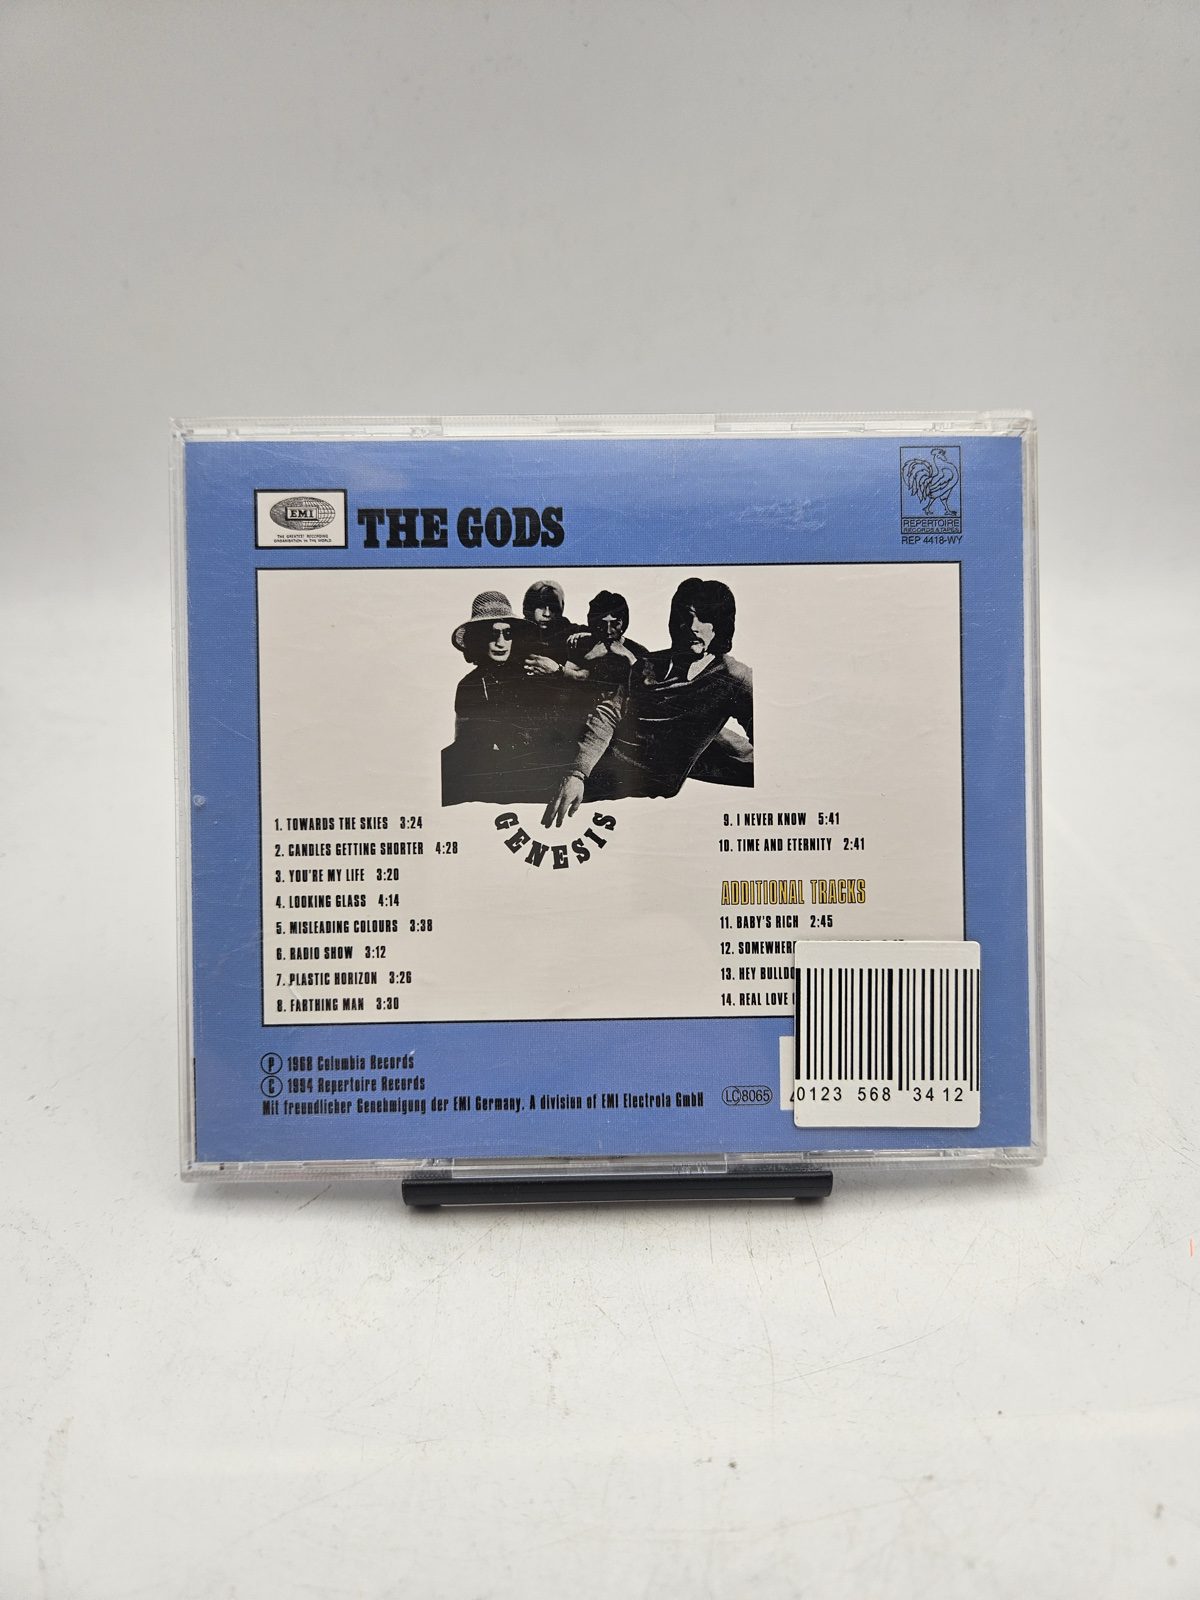 EMI
THE GREATEST RECORDING
ORGANISATION IN THE WORLD
THE GODS
REPERTOIRE
RECORDS & TAPES
REP 4418-WY
GENESIS
1. TOWARDS THE SKIES 3:24
2. CANDLES GETTING SHORTER 4:28
3. YOU'RE MY LIFE 3:20
4. LOOKING GLASS 4:14
5. MISLEADING COLOURS 3:38
6. RADIO SHOW 3:12
7. PLASTIC HORIZON 3:26
8. FARTHING MAN 3:30
9. I NEVER KNOW 5:41
10. TIME AND ETERNITY 2:41
ADDITIONAL TRACKS
11. BABY'S RICH 2:45
12.
13. HEY
14. REAL LOVE
P 1968 Columbia Records
C 1994 Repertoire Records
Mit freundlicher Genehmigung der EMI Germany. A division of EMI Electrola GmbH
LC 8065
0123 568 34 12